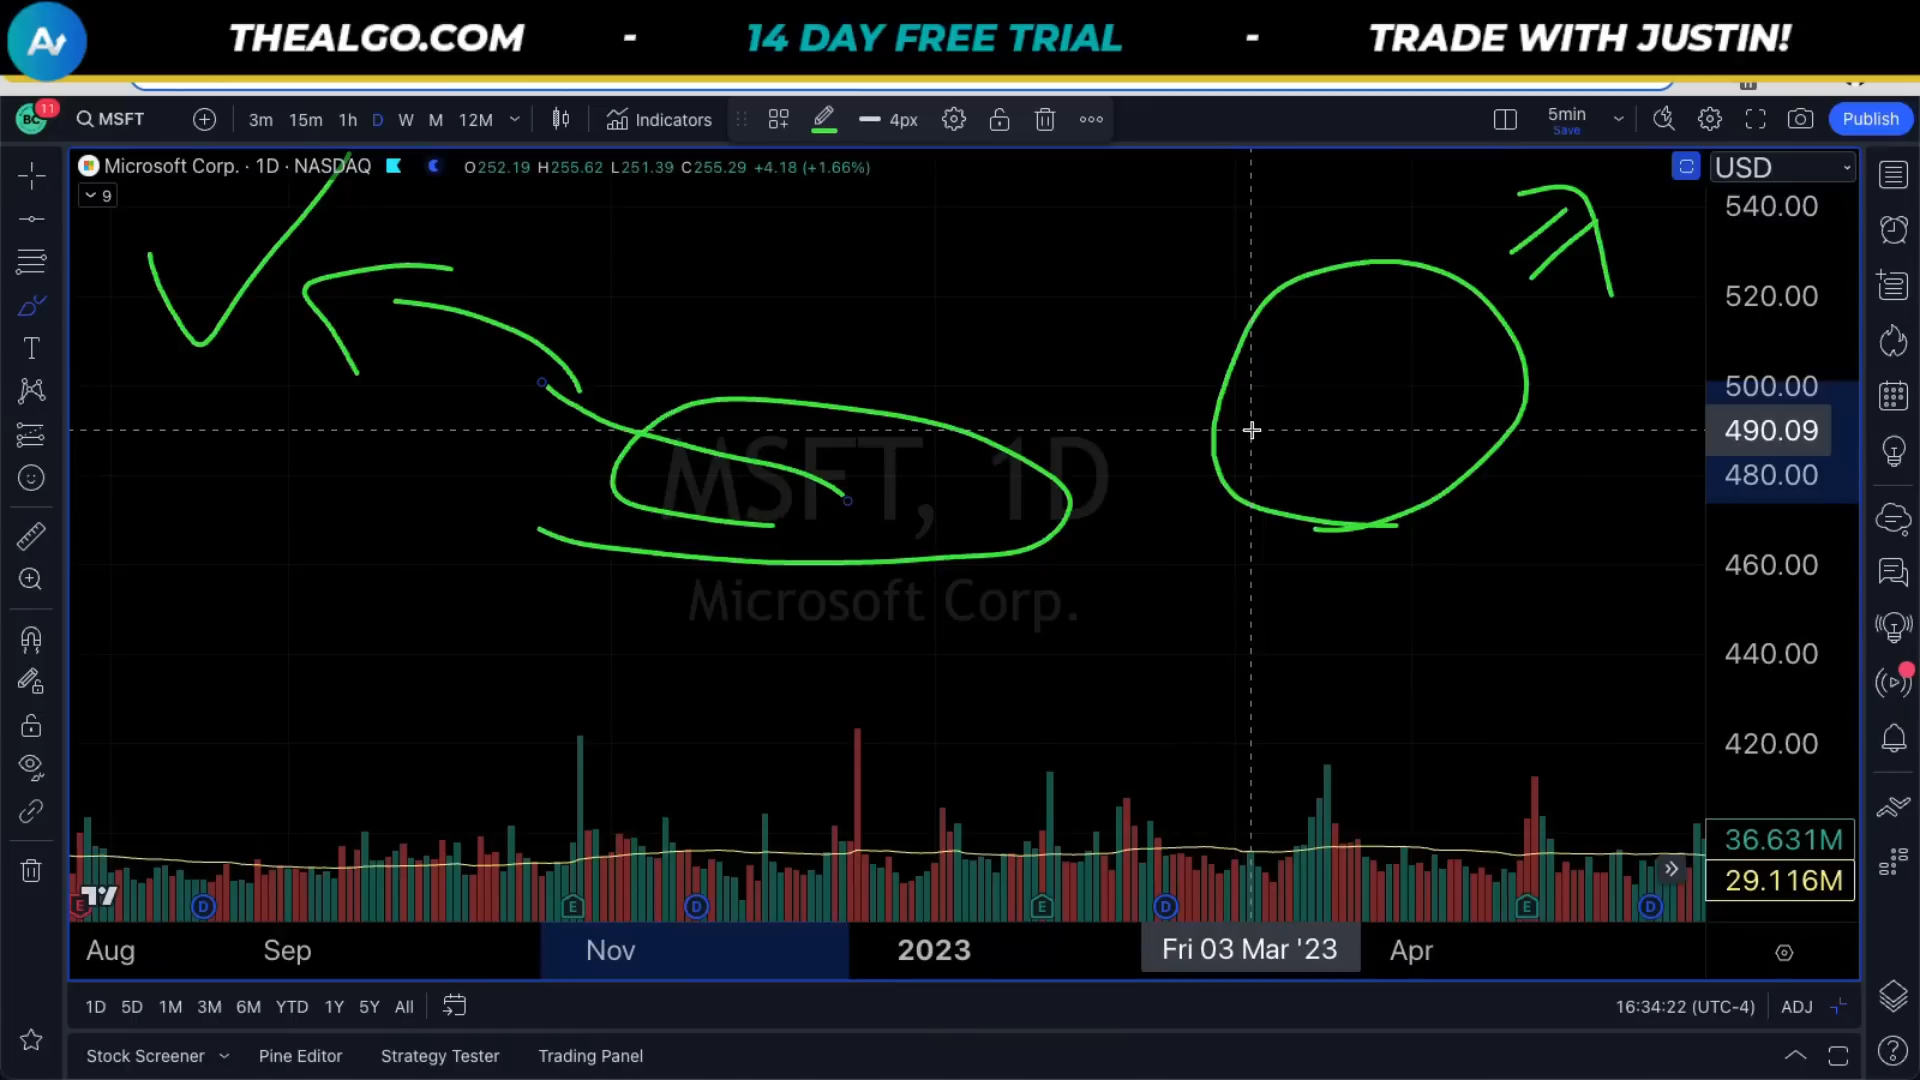 THEALGO.COM - 14 DAY FREE TRIAL - TRADE WITH JUSTIN!
11
MSFT 3m 15m 1h D W M 12M Indicators 4px 5min Save Publish
Microsoft Corp. · 1D · NASDAQ O252.19 H255.62 L251.39 C255.29 +4.18 (+1.66%) USD
9
540.00
520.00
500.00
490.09
480.00
460.00
440.00
420.00
MSFT, 1D
Microsoft Corp.
36.631M
29.116M
E D E D E D E D
Aug Sep Nov 2023 Fri 03 Mar '23 Apr
1D 5D 1M 3M 6M YTD 1Y 5Y All 16:34:22 (UTC-4) ADJ
Stock Screener Pine Editor Strategy Tester Trading Panel